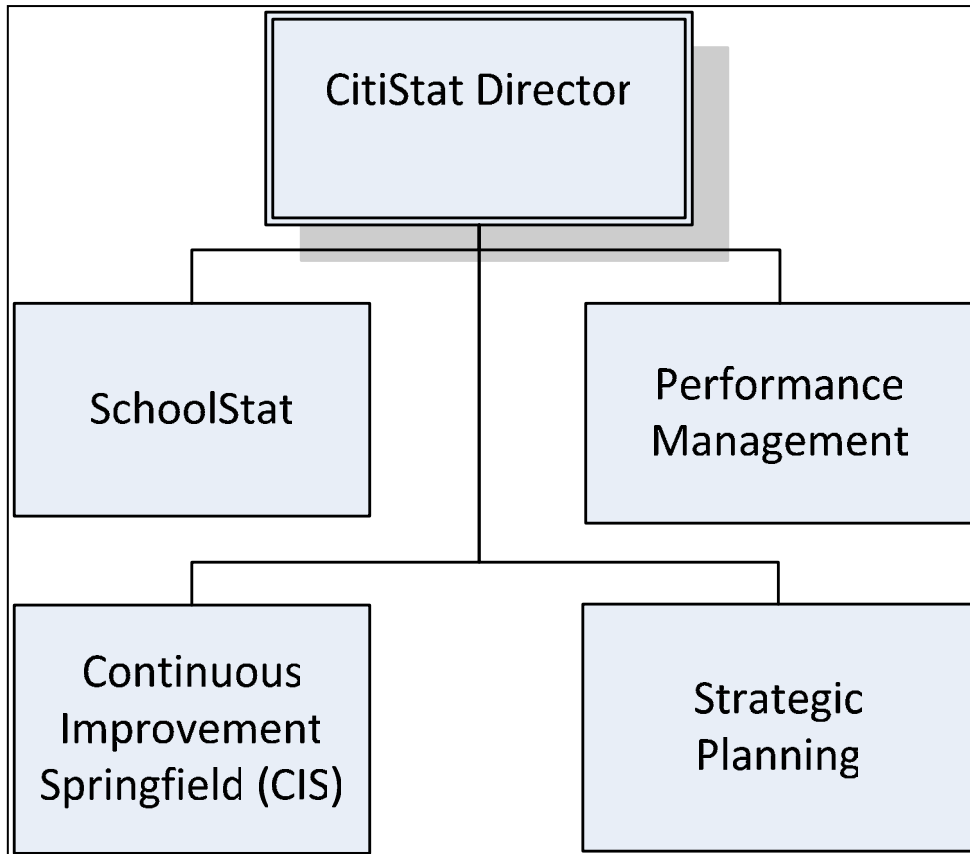 CitiStat Director
SchoolStat
Performance
Management
Continuous
Improvement
Springfield (CIS)
Strategic
Planning